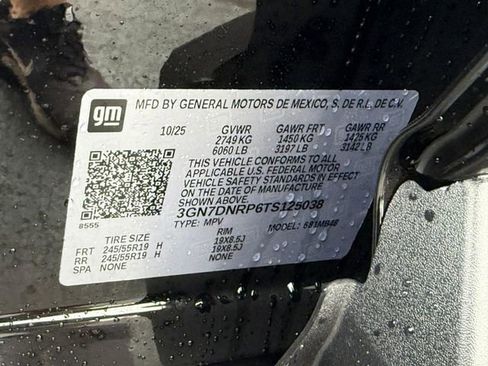 gm
MFD BY GENERAL MOTORS DE MEXICO, S. DE R.L. DE C.V.
10/25 GVWR GAWR FRT GAWR RR
2749 KG 1450 KG 1425 KG
6060 LB 3197 LB 3142 LB
THIS VEHICLE CONFORMS TO ALL
APPLICABLE U.S. FEDERAL MOTOR
VEHICLE SAFETY STANDARDS IN
EFFECT ON THE DATE OF MANUFACTURE
SHOWN ABOVE.
3GN7DNRP6TS125038
TYPE: MPV MODEL:
8555
TIRE SIZE RIM
FRT 245/55R19 H 19X8.5J
RR 245/55R19 H 19X8.5J
SPA NONE NONE